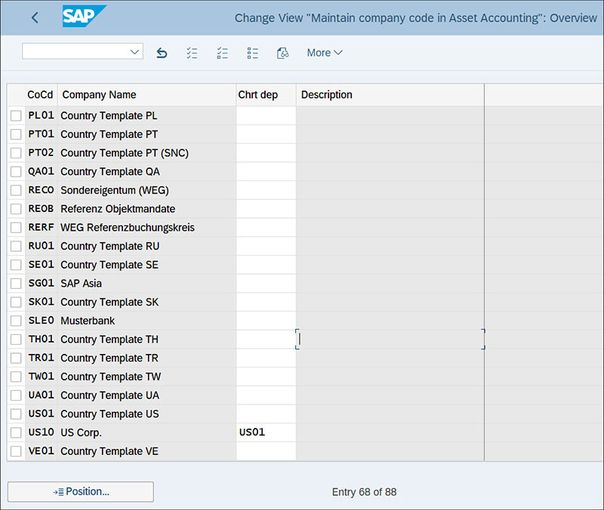 SAP
Change View "Maintain company code in Asset Accounting": Overview
More
CoCd Company Name Chrt dep Description
PL01 Country Template PL
PT01 Country Template PT
PT02 Country Template PT (SNC)
QA01 Country Template QA
RECO Sondereigentum (WEG)
REOB Referenz Objektmandate
RERF WEG Referenzbuchungskreis
RU01 Country Template RU
SE01 Country Template SE
SG01 SAP Asia
SK01 Country Template SK
SLE0 Musterbank
TH01 Country Template TH
TR01 Country Template TR
TW01 Country Template TW
UA01 Country Template UA
US01 Country Template US
US10 US Corp. US01
VE01 Country Template VE
Position... Entry 68 of 88